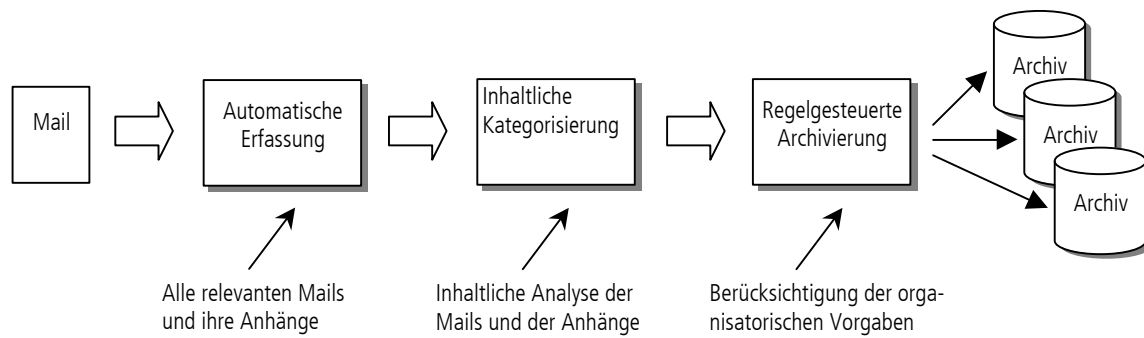 Mail
Automatische
Erfassung
Inhaltliche
Kategorisierung
Regelgesteuerte
Archivierung
Archiv
Archiv
Archiv
Alle relevanten Mails
und ihre Anhänge
Inhaltliche Analyse der
Mails und der Anhänge
Berücksichtigung der orga-
nisatorischen Vorgaben